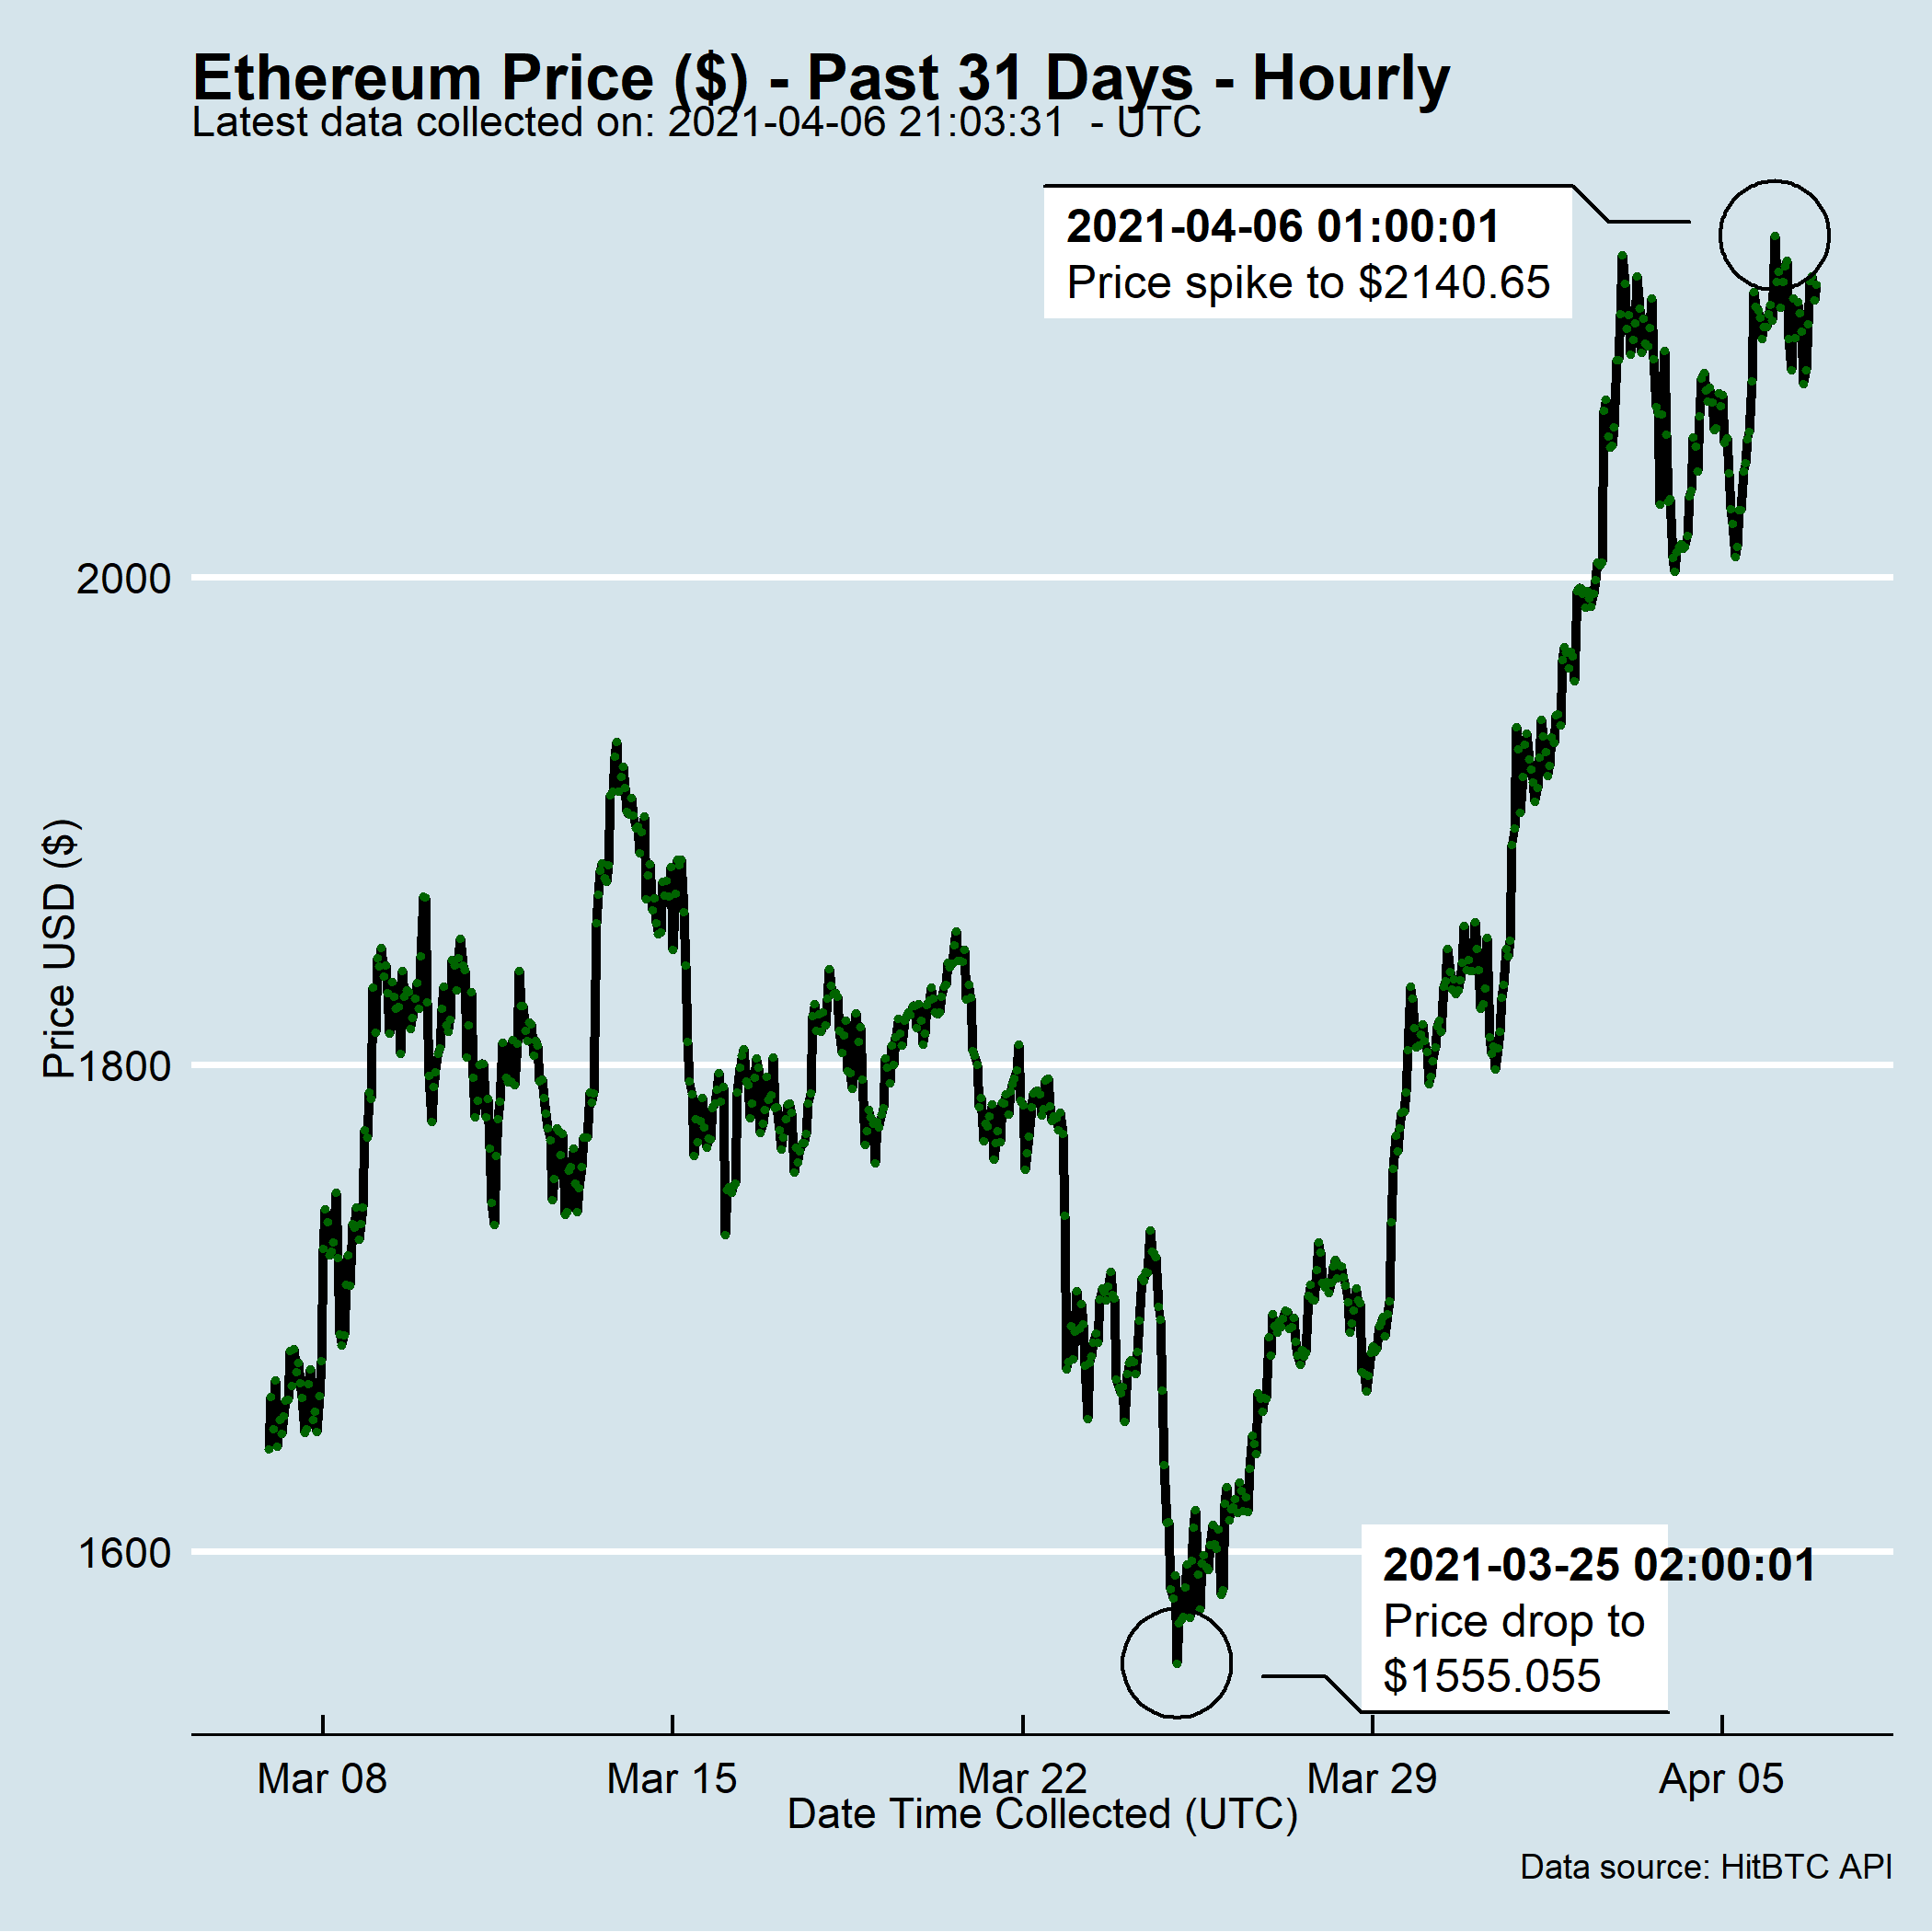 Ethereum Price ($) - Past 31 Days - Hourly
Latest data collected on: 2021-04-06 21:03:31  - UTC
2021-04-06 01:00:01
Price spike to $2140.65
2000
Price USD ($)
1800
1600
2021-03-25 02:00:01
Price drop to
$1555.055
Mar 08
Mar 15
Mar 22
Mar 29
Apr 05
Date Time Collected (UTC)
Data source: HitBTC API